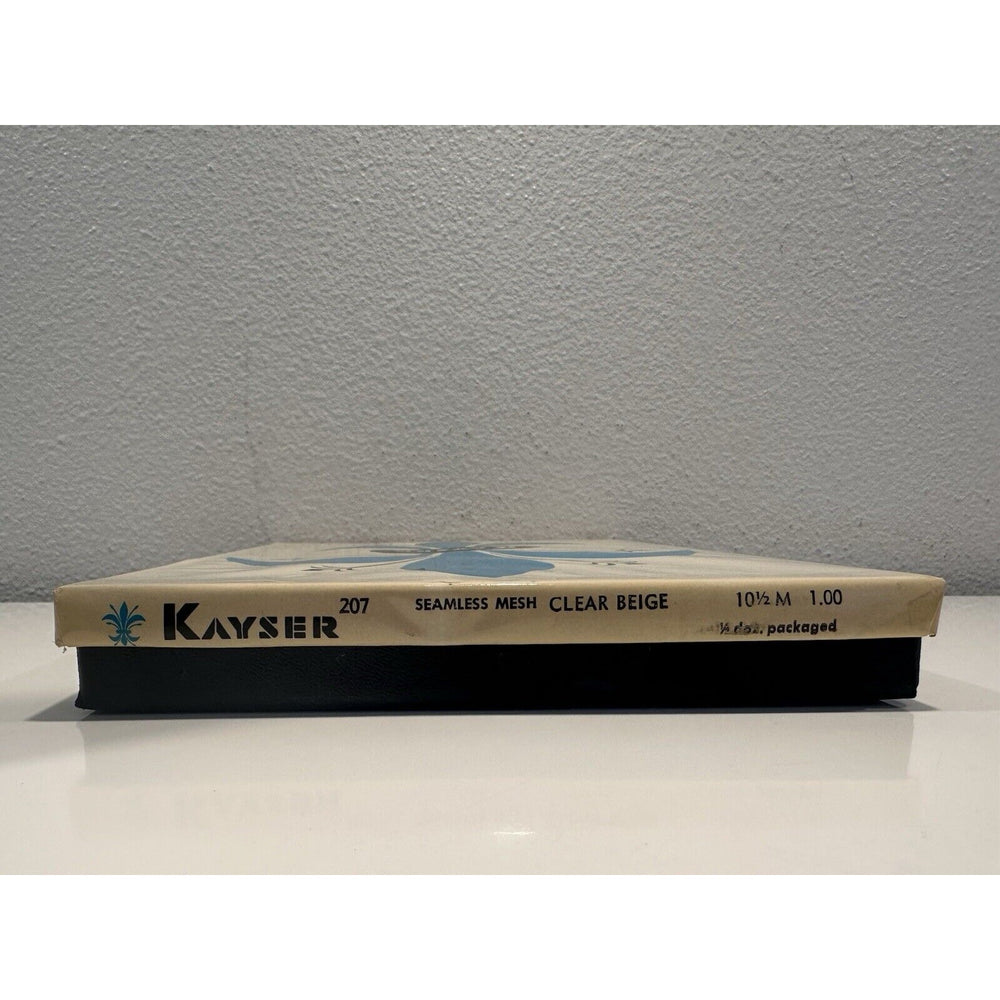 KAYSER 207 SEAMLESS MESH CLEAR BEIGE 10½ M 1.00
packaged